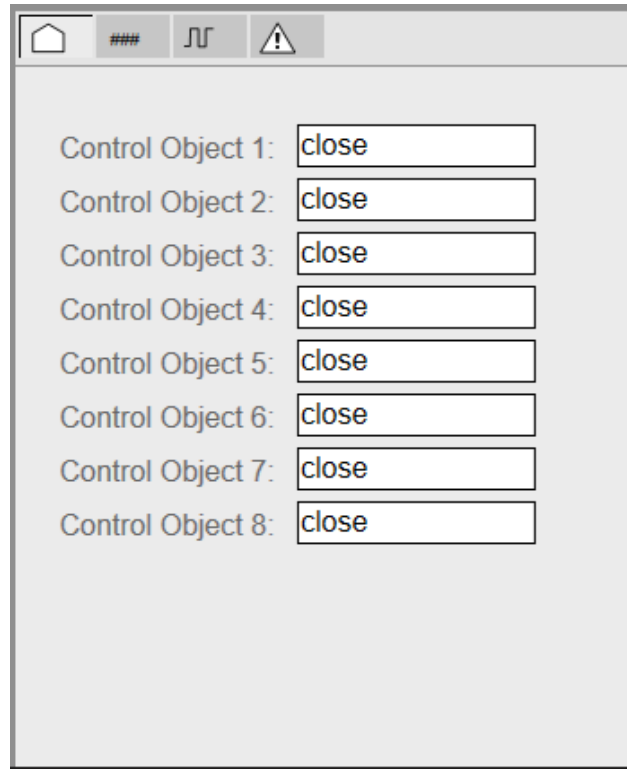 ###
Control Object 1: close
Control Object 2: close
Control Object 3: close
Control Object 4: close
Control Object 5: close
Control Object 6: close
Control Object 7: close
Control Object 8: close